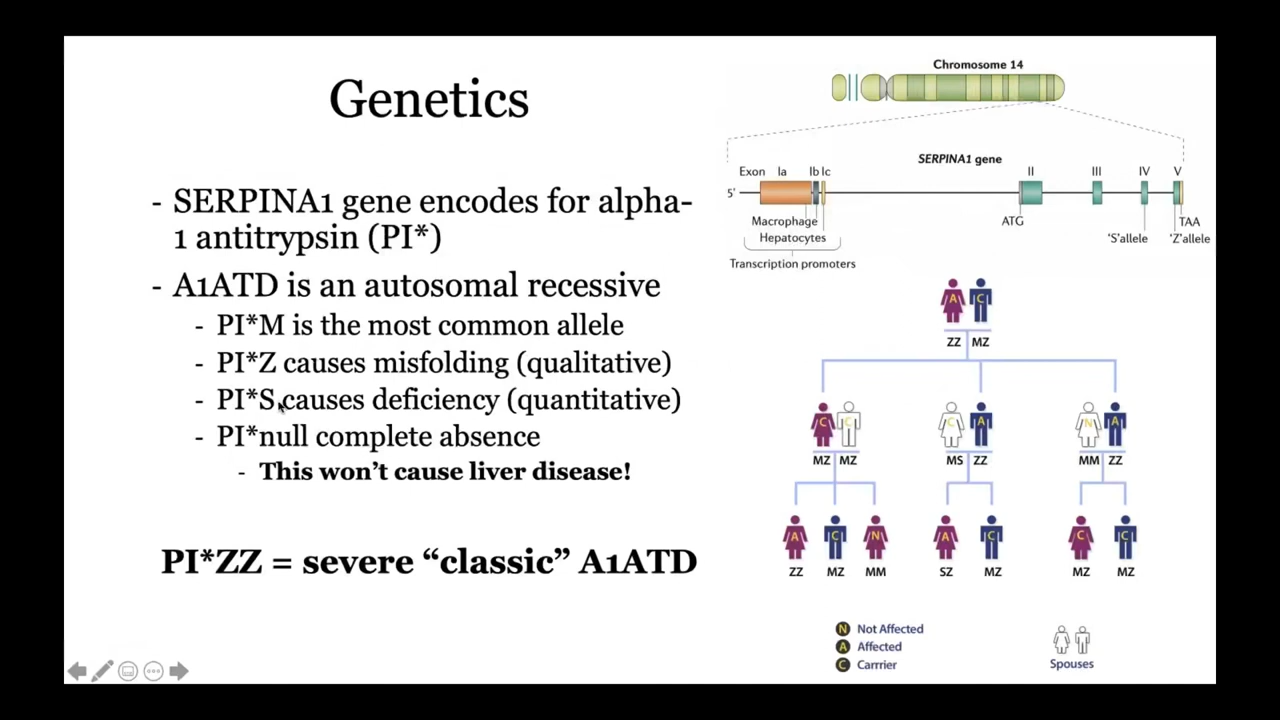 Genetics
- SERPINA1 gene encodes for alpha-
1 antitrypsin (PI*)
- A1ATD is an autosomal recessive
- PI*M is the most common allele
- PI*Z causes misfolding (qualitative)
- PI*S causes deficiency (quantitative)
- PI*null complete absence
- This won't cause liver disease!
PI*ZZ = severe “classic” A1ATD
Chromosome 14
SERPINA1 gene
Exon Ia Ib Ic II III IV V
5'
Macrophage ATG TAA
Hepatocytes 'S'allele 'Z'allele
Transcription promoters
A C
ZZ MZ
C C C A N A
MZ MZ MS ZZ MM ZZ
A C N A C C C
ZZ MZ MM SZ MZ MZ MZ
N Not Affected
A Affected
C Carrrier
Spouses